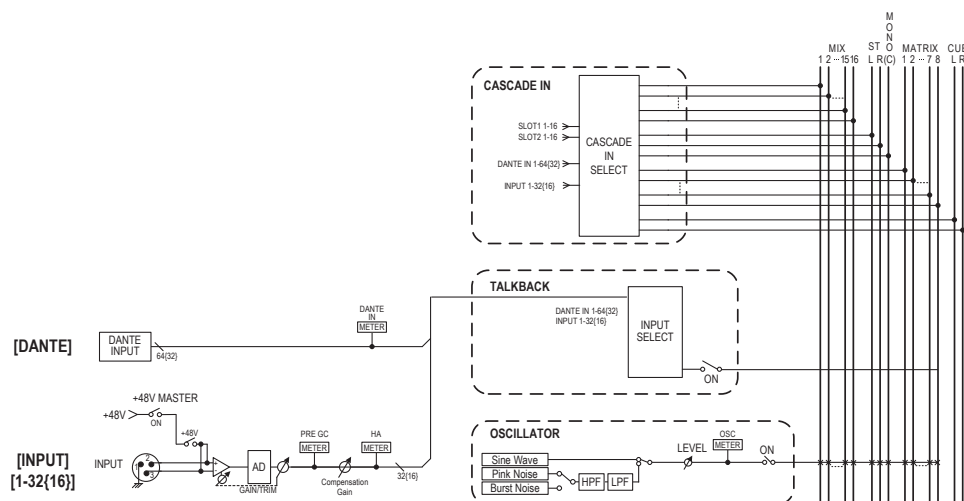 MONO
MIX
ST
(C)
MATRIX
CUE
1 2 ··· 15 16
L R
1 2 ··· 7 8
L R
CASCADE IN
SLOT1 1-16
SLOT2 1-16
DANTE IN 1-64{32}
INPUT 1-32{16}
CASCADE
IN
SELECT
TALKBACK
DANTE IN 1-64{32}
INPUT 1-32{16}
INPUT
SELECT
ON
[DANTE]
DANTE
INPUT
64{32}
DANTE
IN
METER
+48V MASTER
+48V
ON
+48V
[INPUT]
[1-32{16}]
INPUT
1
2
3
+
-
AD
GAIN/TRIM
PRE GC
METER
Compensation
Gain
HA
METER
32{16}
OSCILLATOR
Sine Wave
Pink Noise
Burst Noise
HPF
LPF
LEVEL
OSC
METER
ON